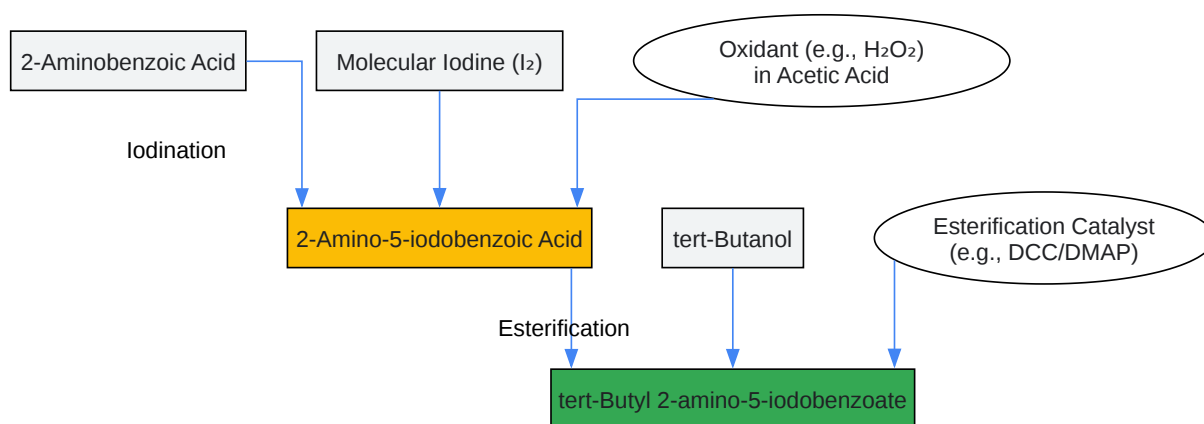 2-Aminobenzoic Acid
Molecular Iodine (I₂)
Oxidant (e.g., H₂O₂)
in Acetic Acid
Iodination
2-Amino-5-iodobenzoic Acid
tert-Butanol
Esterification Catalyst
(e.g., DCC/DMAP)
Esterification
tert-Butyl 2-amino-5-iodobenzoate